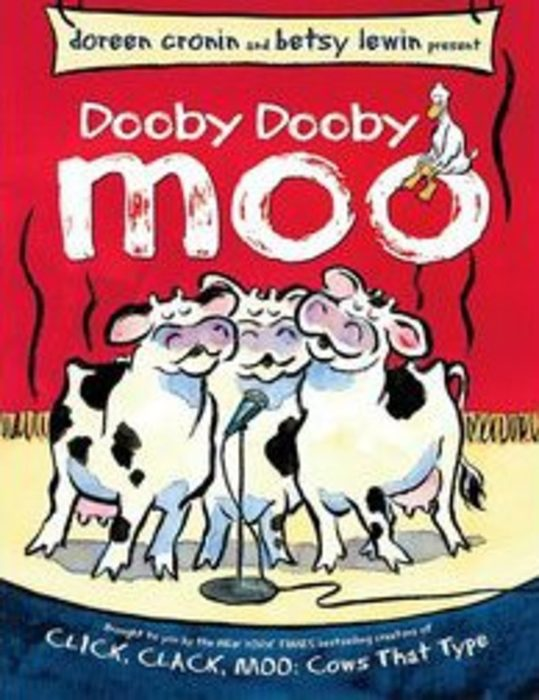 doreen cronin and betsy lewin present
Dooby Dooby
moo
Brought to you by the NEW YORK TIMES bestselling creators of
CLICK, CLACK, MOO: Cows That Type